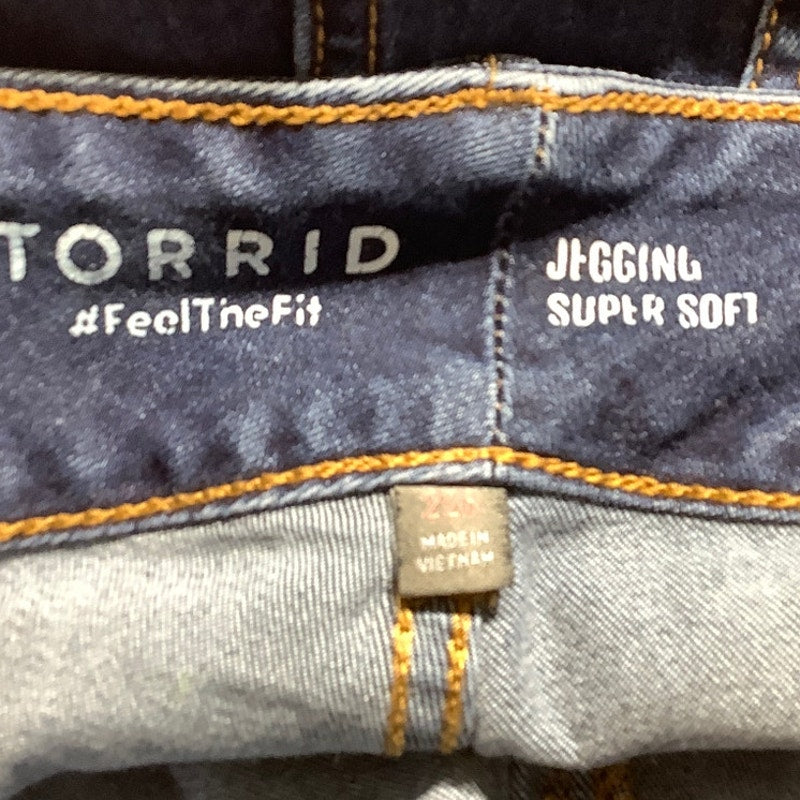 TORRID
#FeelTheFit
JEGGING
SUPER SOFT
MADE IN
VIETNAM